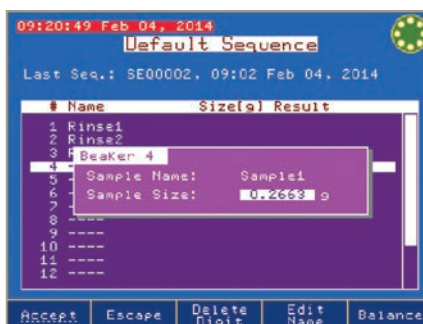 09:20:49 Feb 04, 2014
Default Sequence
Last Seq.: SEQ00002, 09:02 Feb 04, 2014
# Name Size[g] Result
1 Rinse1
2 Rinse2
3
Beaker 4
4
Sample Name: Sample1
5
Sample Size: 0.2663 g
6
7
8 ----
9 ----
10 ----
11 ----
12 ----
Accept Escape Delete Digit Edit Name Balance